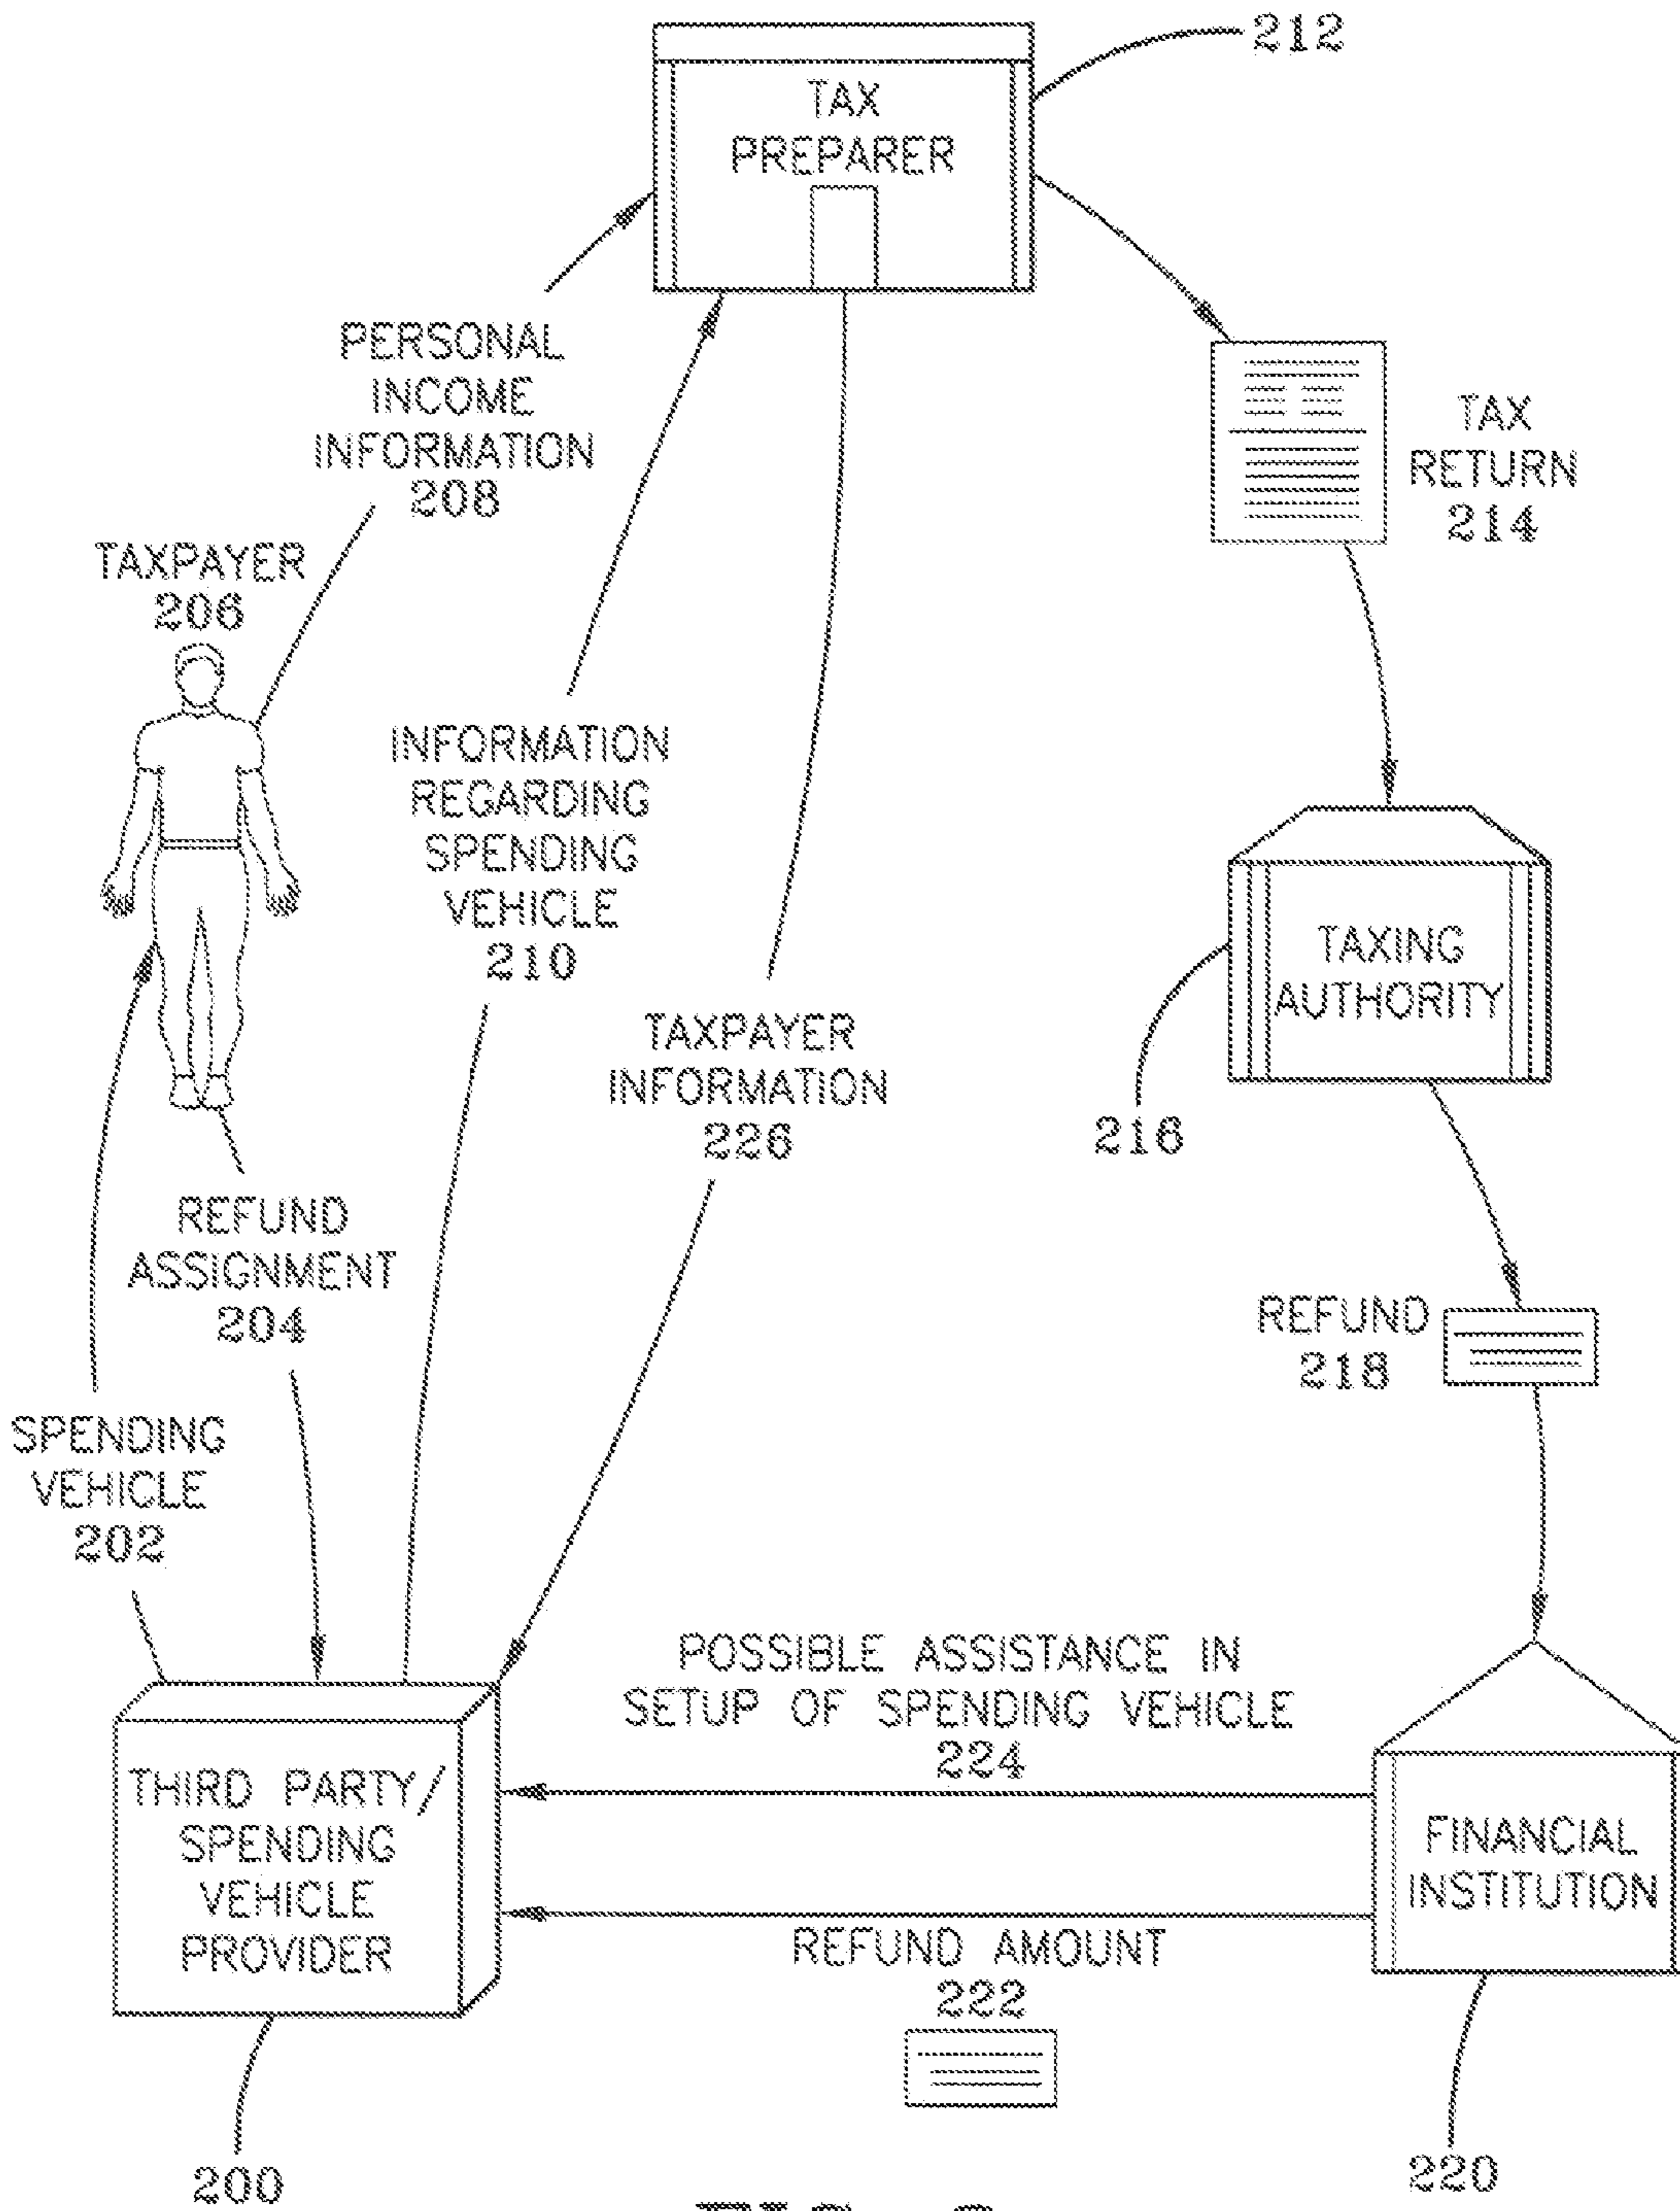 212
TAX
PREPARER
PERSONAL
INCOME
INFORMATION
208
TAX
RETURN
214
TAXPAYER
206
INFORMATION
REGARDING
SPENDING
VEHICLE
210
TAXING
AUTHORITY
216
TAXPAYER
INFORMATION
226
REFUND
ASSIGNMENT
204
REFUND
218
SPENDING
VEHICLE
202
POSSIBLE ASSISTANCE IN
SETUP OF SPENDING VEHICLE
224
THIRD PARTY/
SPENDING
VEHICLE
PROVIDER
FINANCIAL
INSTITUTION
REFUND AMOUNT
222
200
220